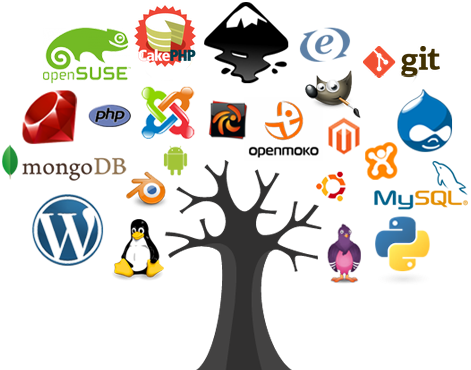 openSUSE
CakePHP
e
git
php
openmoko
mongoDB
MySQL®
W